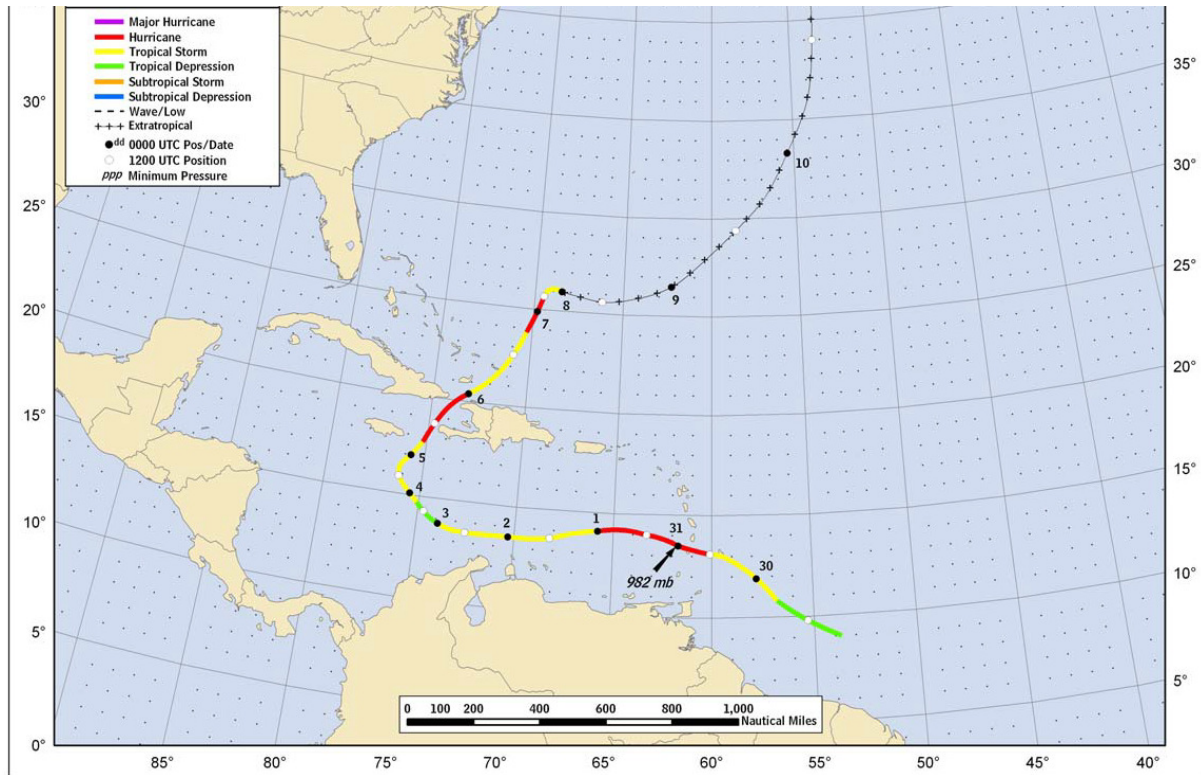 Major Hurricane
Hurricane
Tropical Storm
Tropical Depression
Subtropical Storm
Subtropical Depression
Wave/Low
Extratropical
dd 0000 UTC Pos/Date
1200 UTC Position
ppp Minimum Pressure
35°
30°
30°
10
25°
25°
9
8
7
20°
20°
6
15°
15°
5
4
3
2
1
31
982 mb
30
10°
10°
5°
5°
0 100 200 400 600 800 1,000
Nautical Miles
0°
85° 80° 75° 70° 65° 60° 55° 50° 45° 40°